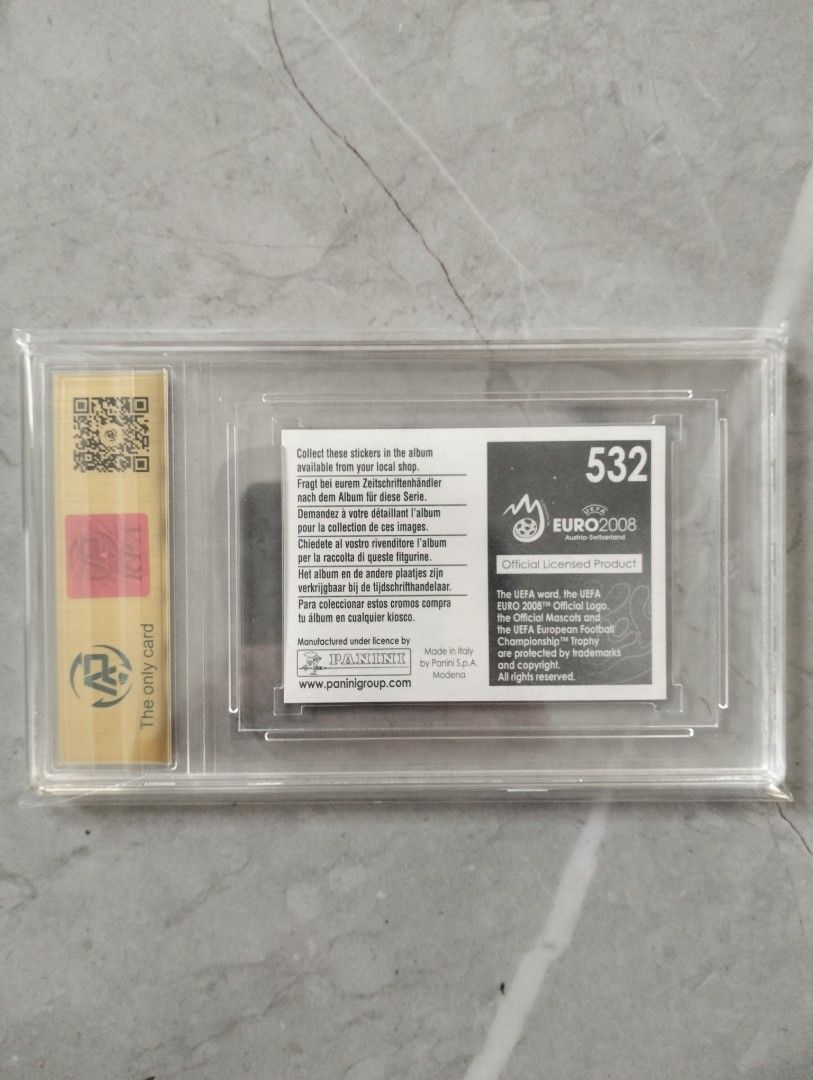 RPA
The only card
Collect these stickers in the album
available from your local shop.
Fragt bei eurem Zeitschriftenhändler
nach dem Album für diese Serie.
Demandez à votre détaillant l'album
pour la collection de ces images.
Chiedete al vostro rivenditore l'album
per la raccolta di queste fitgurine.
Het album en de andere plaatjes zijn
verkrijgbaar bij de tijdschrifthandelaar.
Para coleccionar estos cromos compra
tu álbum en cualquier kiosco.
Manufactured under licence by
PANINI
www.paninigroup.com
Made in Italy
by Panini S.p.A.
Modena
532
UEFA
EURO2008
Austria-Switzerland
Official Licensed Product
The UEFA word, the UEFA
EURO 2008™ Official Logo,
the Official Mascots and
the UEFA European Football
Championship™ Trophy
are protected by trademarks
and copyright.
All rights reserved.